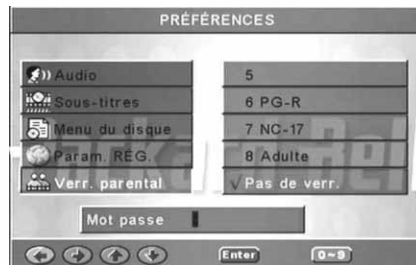 PRÉFÉRENCES
Audio
5
Sous-titres
6 PG-R
Menu du disque
7 NC-17
Param. RÉG.
8 Adulte
Verr. parental
Pas de verr.
Mot passe
Enter
0~9